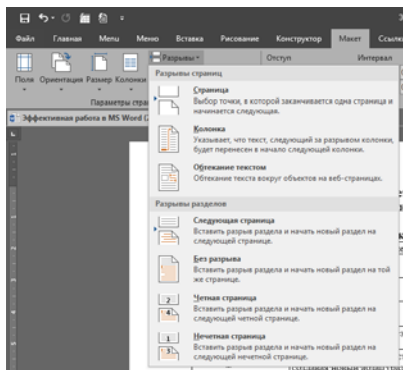 Файл Главная Menu Меню Вставка Рисование Конструктор Макет Ссылк
Поля Ориентация Размер Колонки
Разрывы Отступ Интервал
Параметры стра
Эффективная работа в MS Word (2
Разрывы страниц
Страница
Выбор точки, в которой заканчивается одна страница и
начинается следующая.
Колонка
Указывает, что текст, следующий за разрывом колонки,
будет перенесен в начало следующей колонки.
Обтекание текстом
Обтекание текста вокруг объектов на веб-страницах.
Разрывы разделов
Следующая страница
Вставить разрыв раздела и начать новый раздел на
следующей странице.
Без разрыва
Вставить разрыв раздела и начать новый раздел на той
же странице.
Четная страница
Вставить разрыв раздела и начать новый раздел на
следующей четной странице.
Нечетная страница
Вставить разрыв раздела и начать новый раздел на
следующей нечетной странице.